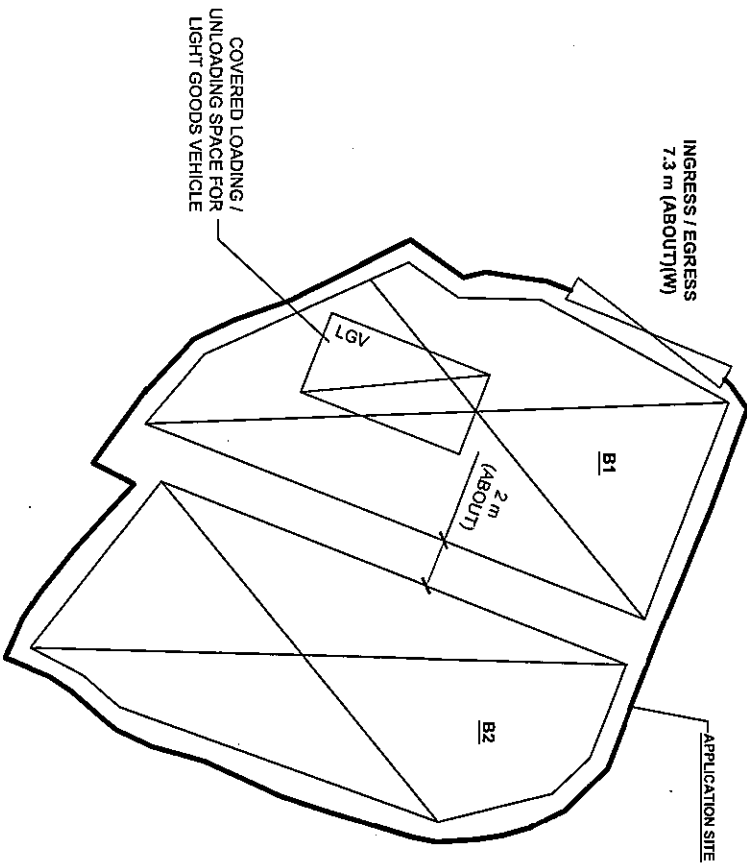 INGRESS / EGRESS
7.3 m (ABOUT)(W)
COVERED LOADING /
UNLOADING SPACE FOR
LIGHT GOODS VEHICLE
LGV
B1
2 m
(ABOUT)
B2
APPLICATION SITE